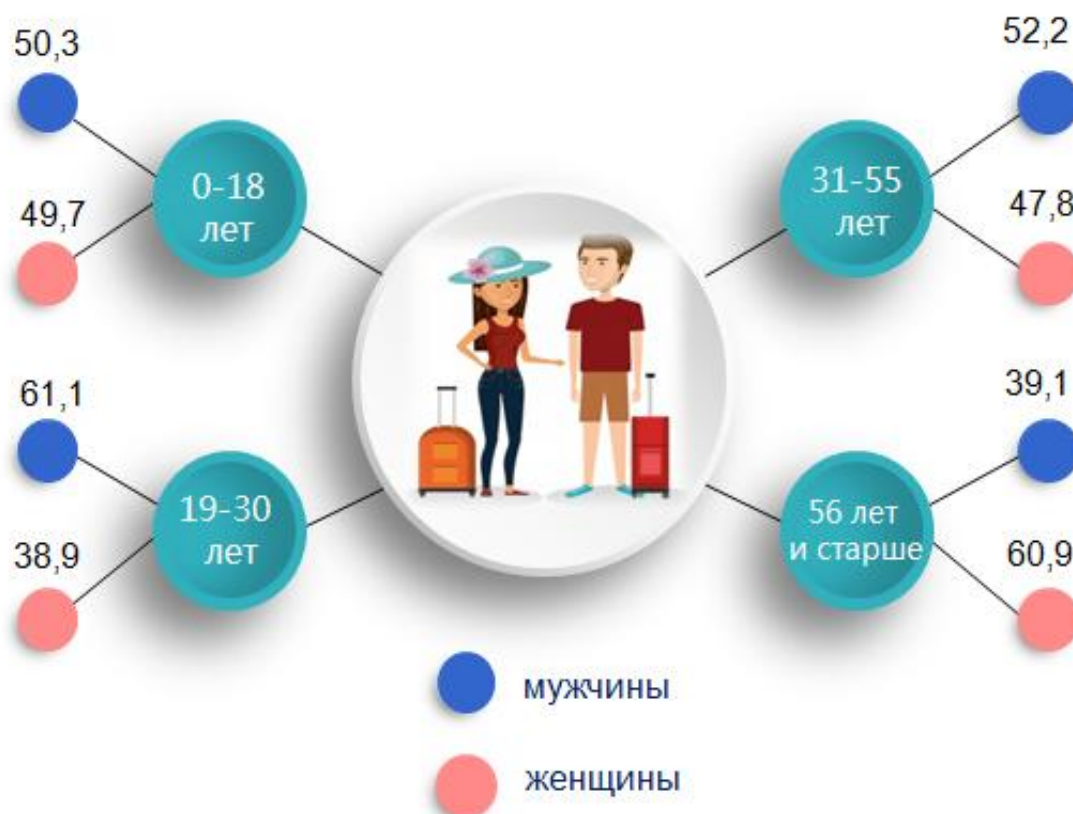 50,3
49,7
0-18
лет
52,2
47,8
31-55
лет
61,1
38,9
19-30
лет
39,1
60,9
56 лет
и старше
мужчины
женщины